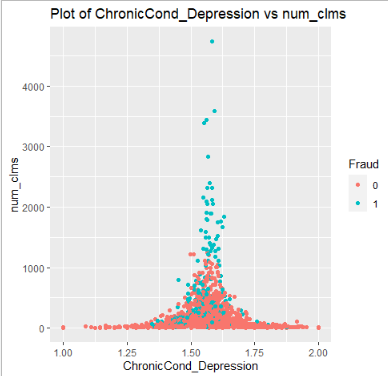 Plot of ChronicCond_Depression vs num_clms
num_clms
4000
3000
2000
1000
0
1.00 1.25 1.50 1.75 2.00
ChronicCond_Depression
Fraud
0
1